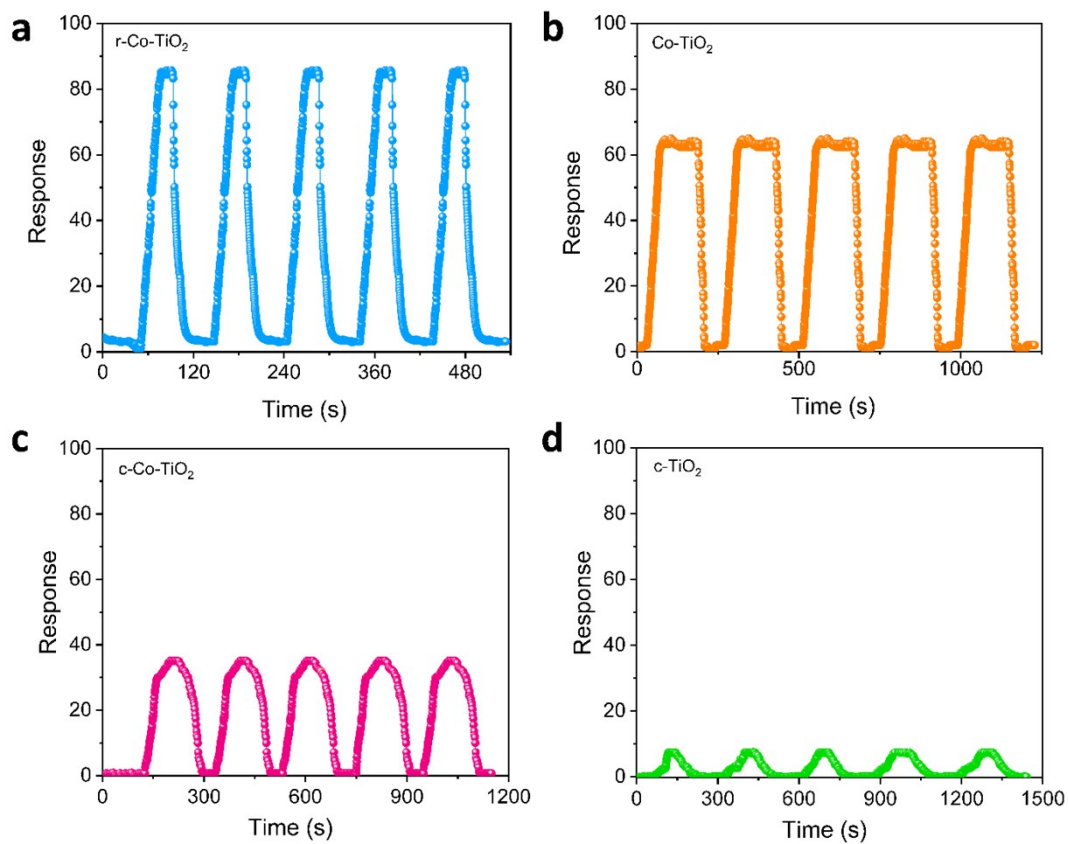 a
r-Co-TiO₂
100
80
60
40
20
0
Response
0 120 240 360 480
Time (s)
b
Co-TiO₂
100
80
60
40
20
0
Response
0 500 1000
Time (s)
c
c-Co-TiO₂
100
80
60
40
20
0
Response
0 300 600 900 1200
Time (s)
d
c-TiO₂
100
80
60
40
20
0
Response
0 300 600 900 1200 1500
Time (s)